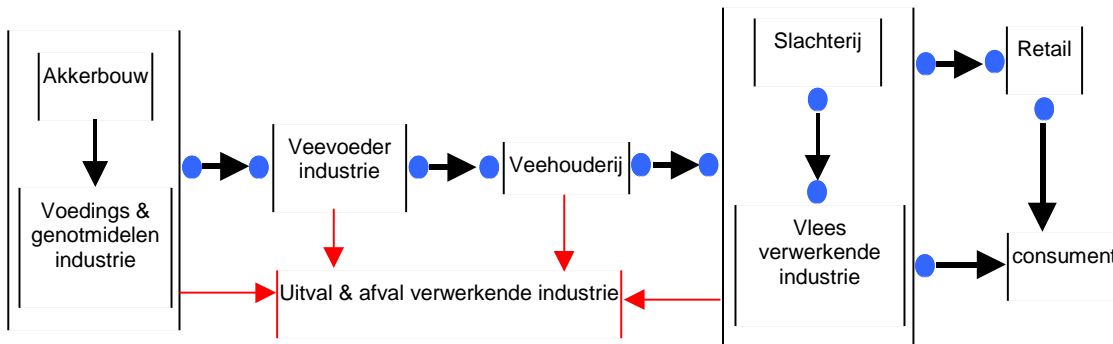 Akkerbouw
Voedings &
genotmidelen
industrie
Veevoeder
industrie
Veehouderij
Uitval & afval verwerkende industrie
Slachterij
Vlees
verwerkende
industrie
Retail
consument